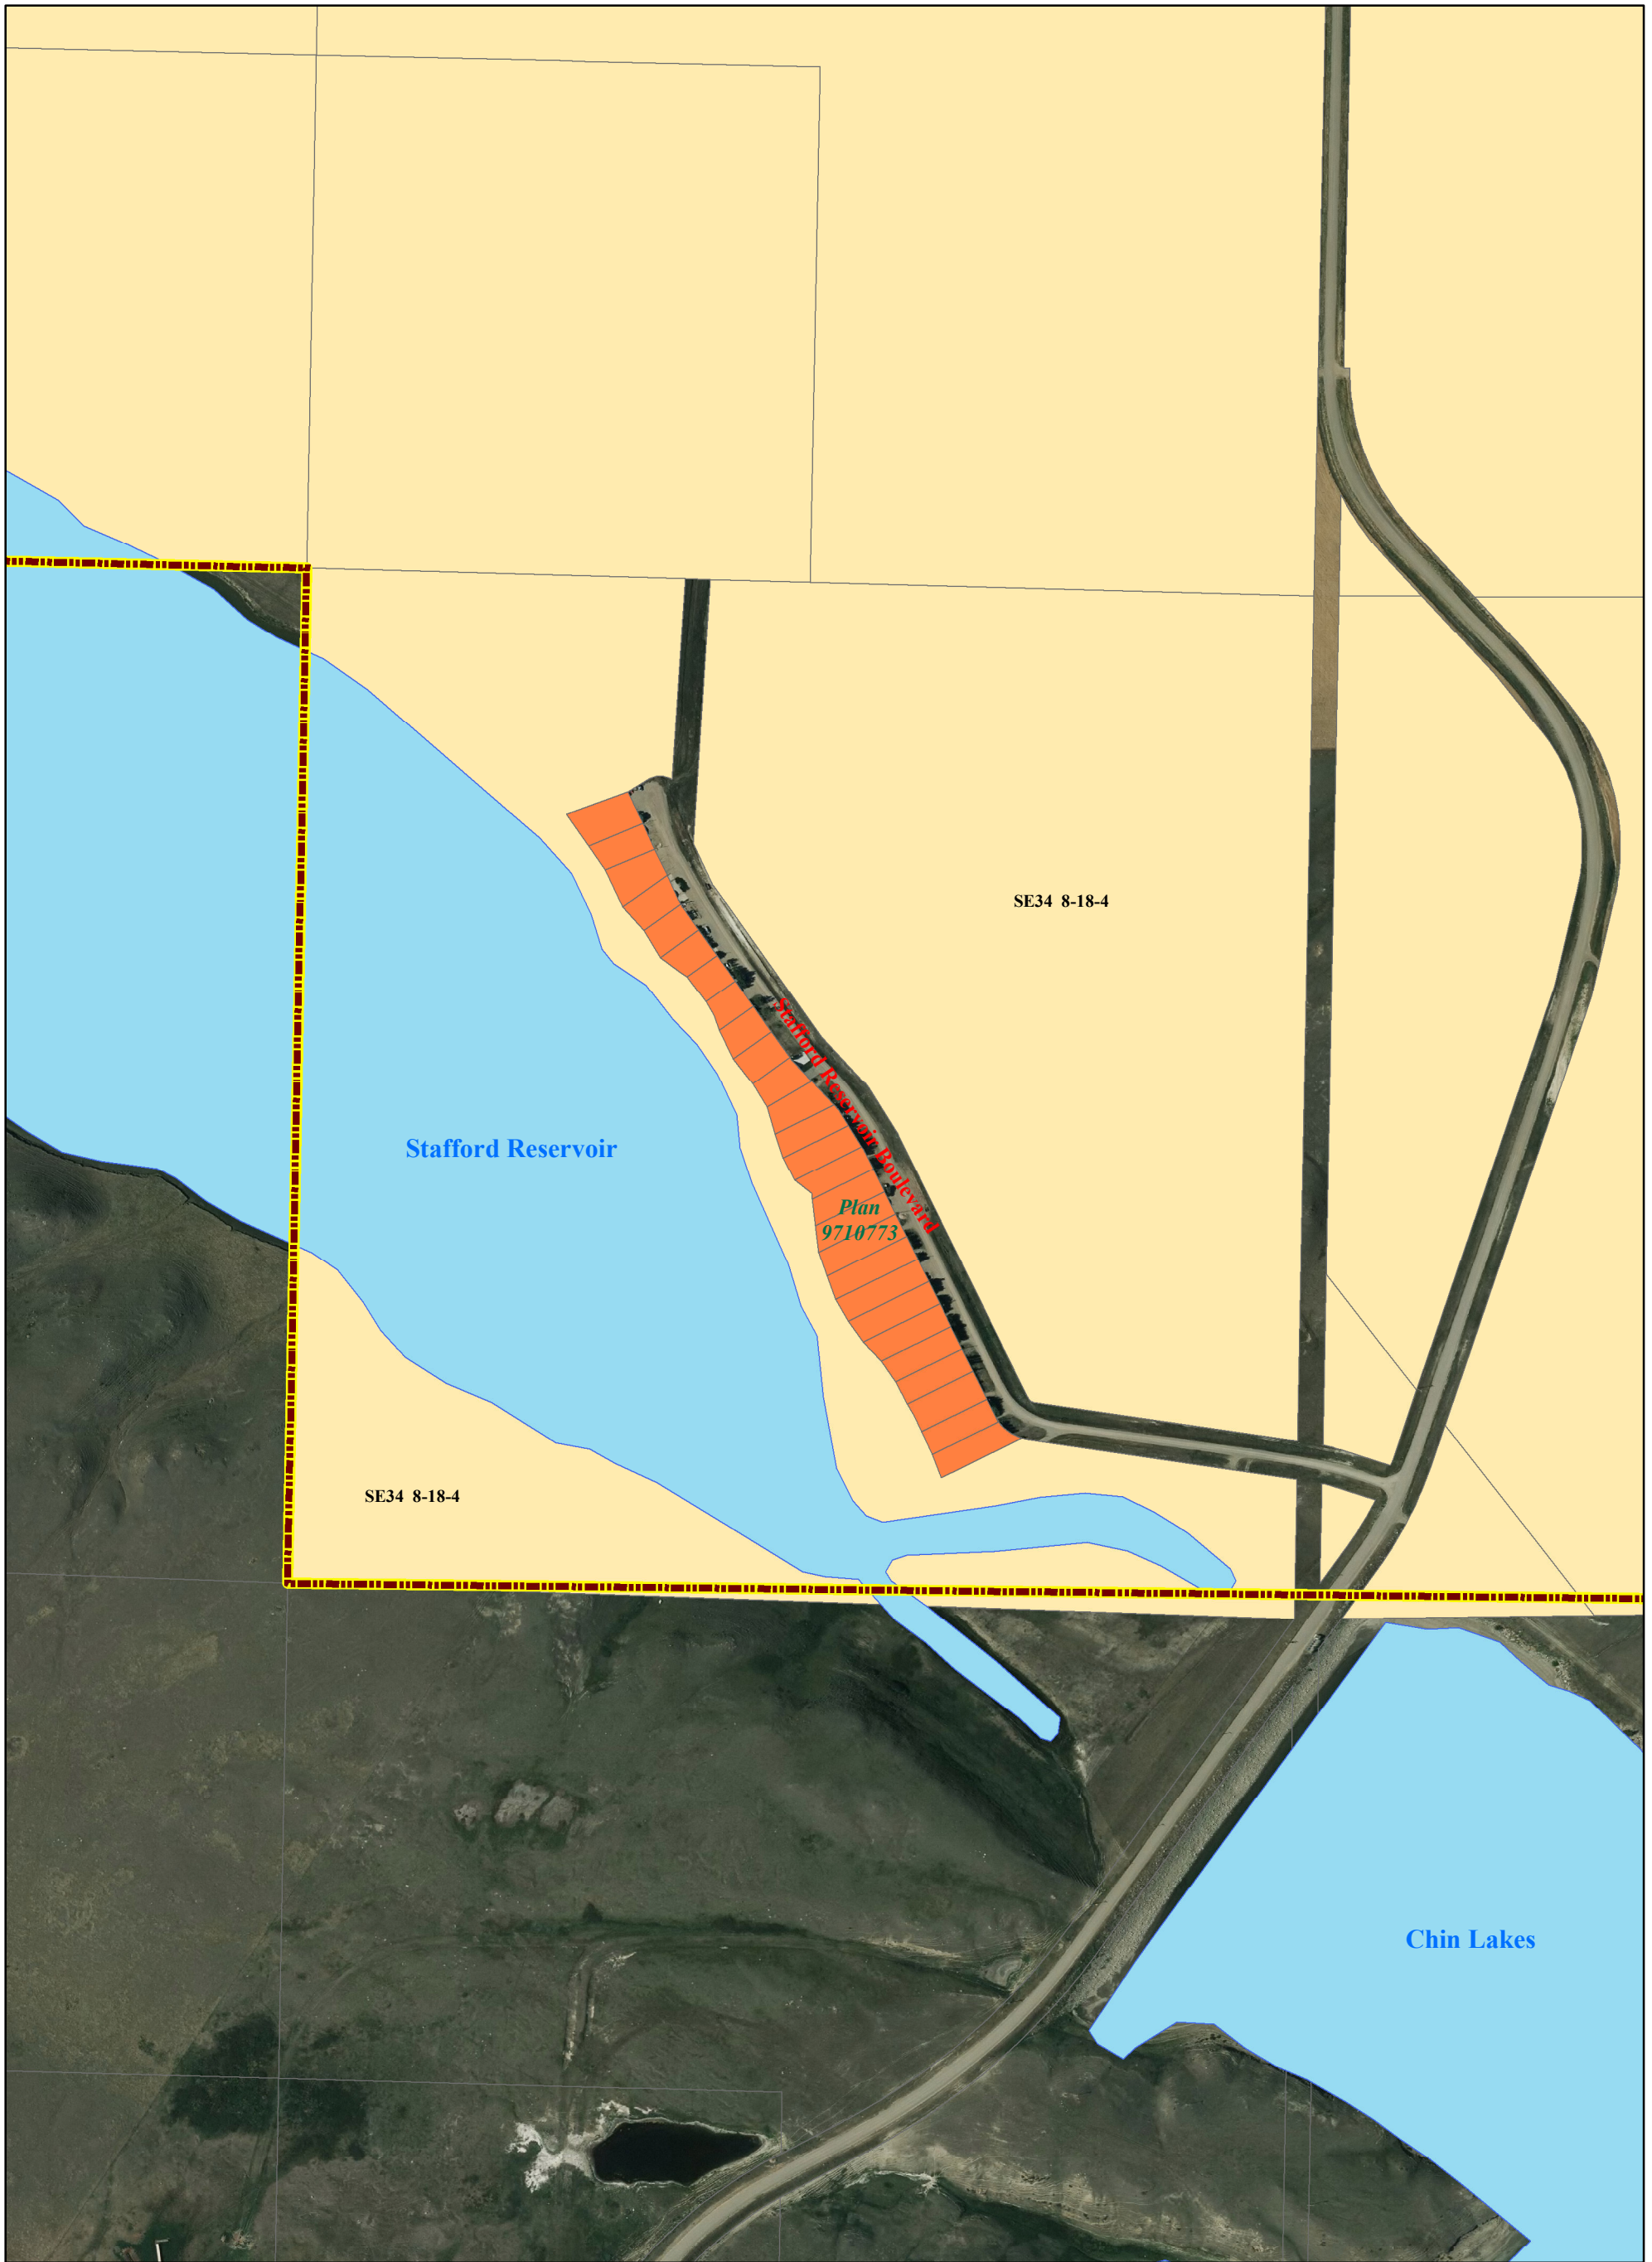 SE34 8-18-4
Stafford Reservoir Boulevard
Stafford Reservoir
Plan
9710773
SE34 8-18-4
Chin Lakes